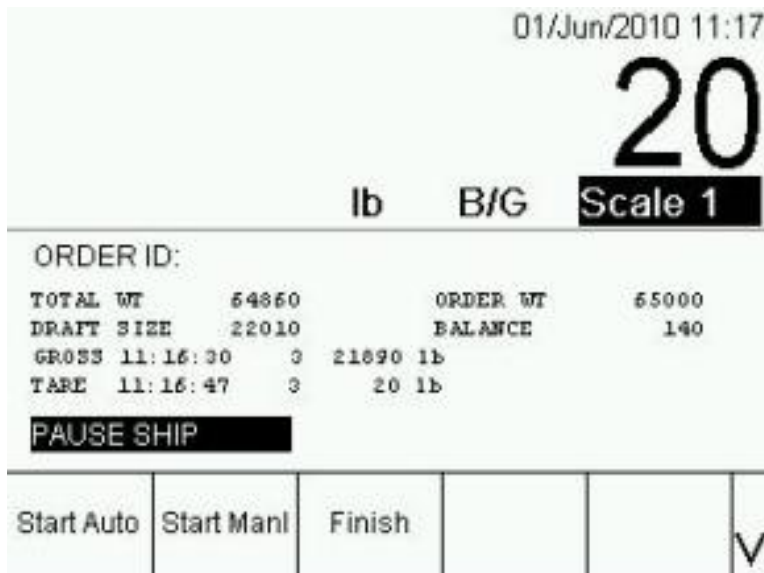 01/Jun/2010 11:17
20
lb B/G Scale 1
ORDER ID:
TOTAL WT 64860 ORDER WT 65000
DRAFT SIZE 22010 BALANCE 140
GROSS 11:16:30 3 21890 lb
TARE 11:16:47 3 20 lb
PAUSE SHIP
Start Auto Start Manl Finish